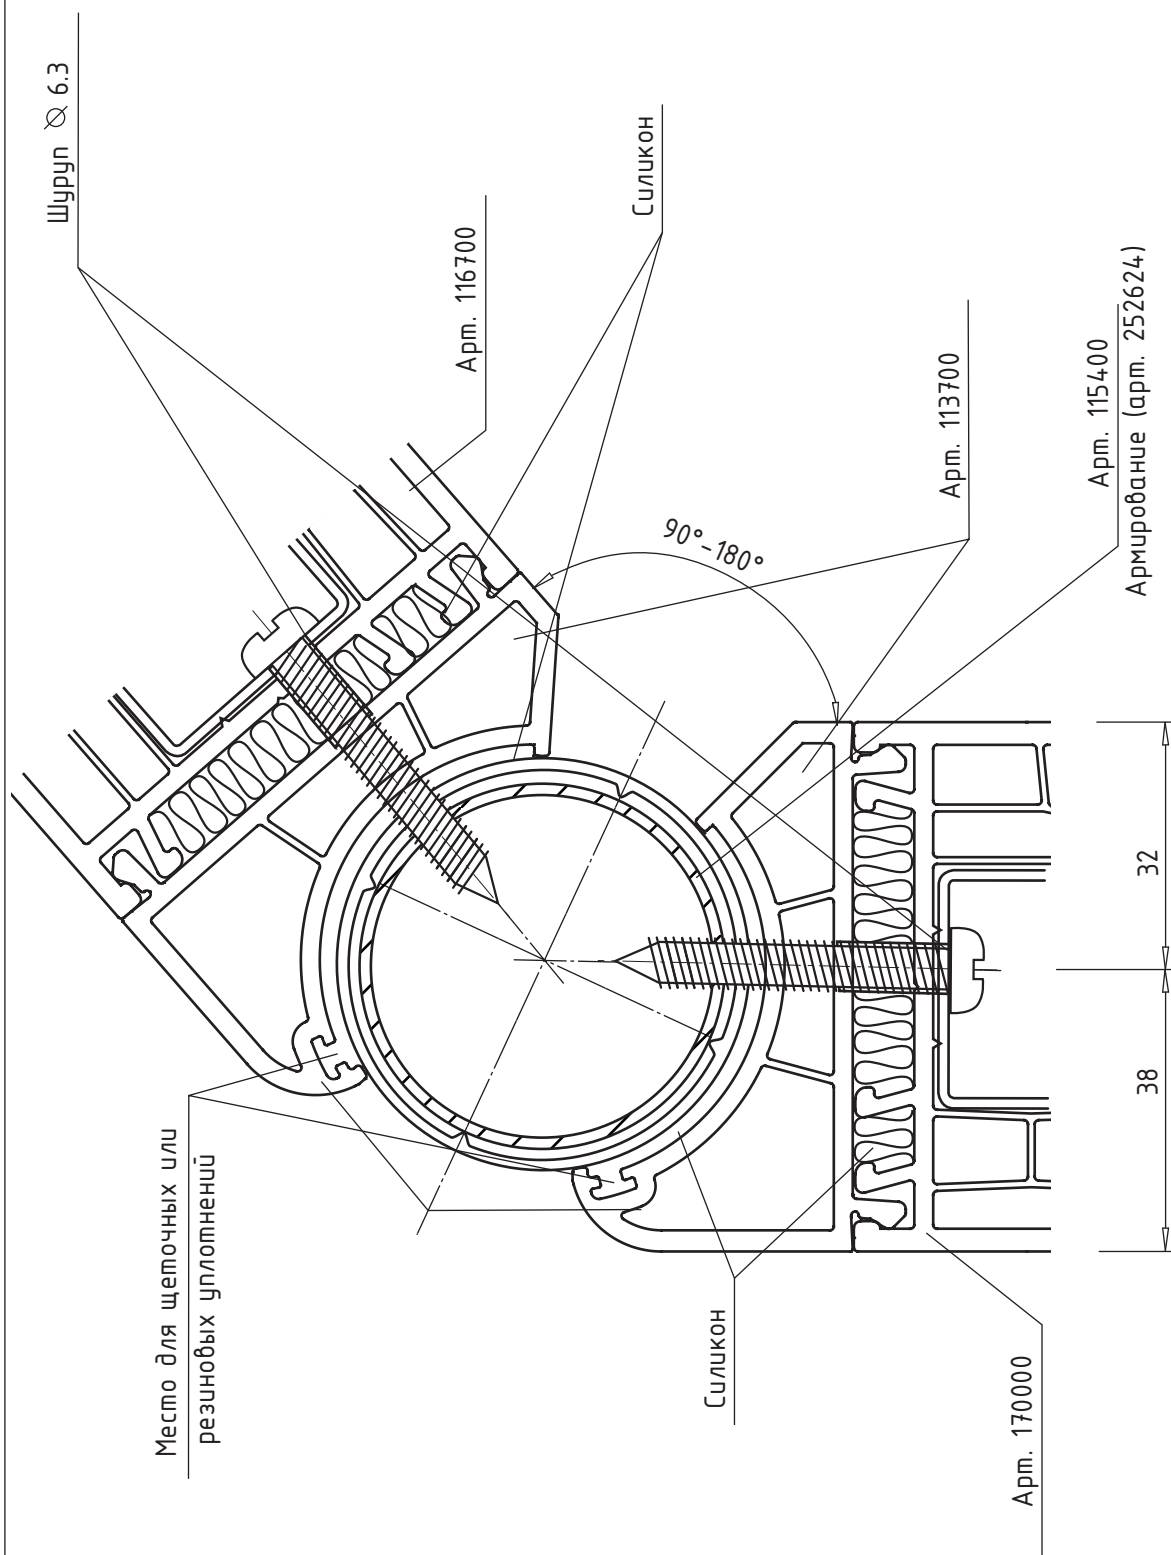 Шуруп ∅ 6.3
Арт. 116700
Силикон
Арт. 113700
Арт. 115400
Армирование (арт. 252624)
90°-180°
Место для щеточных или
резиновых уплотнений
Силикон
Арт. 170000
38
32